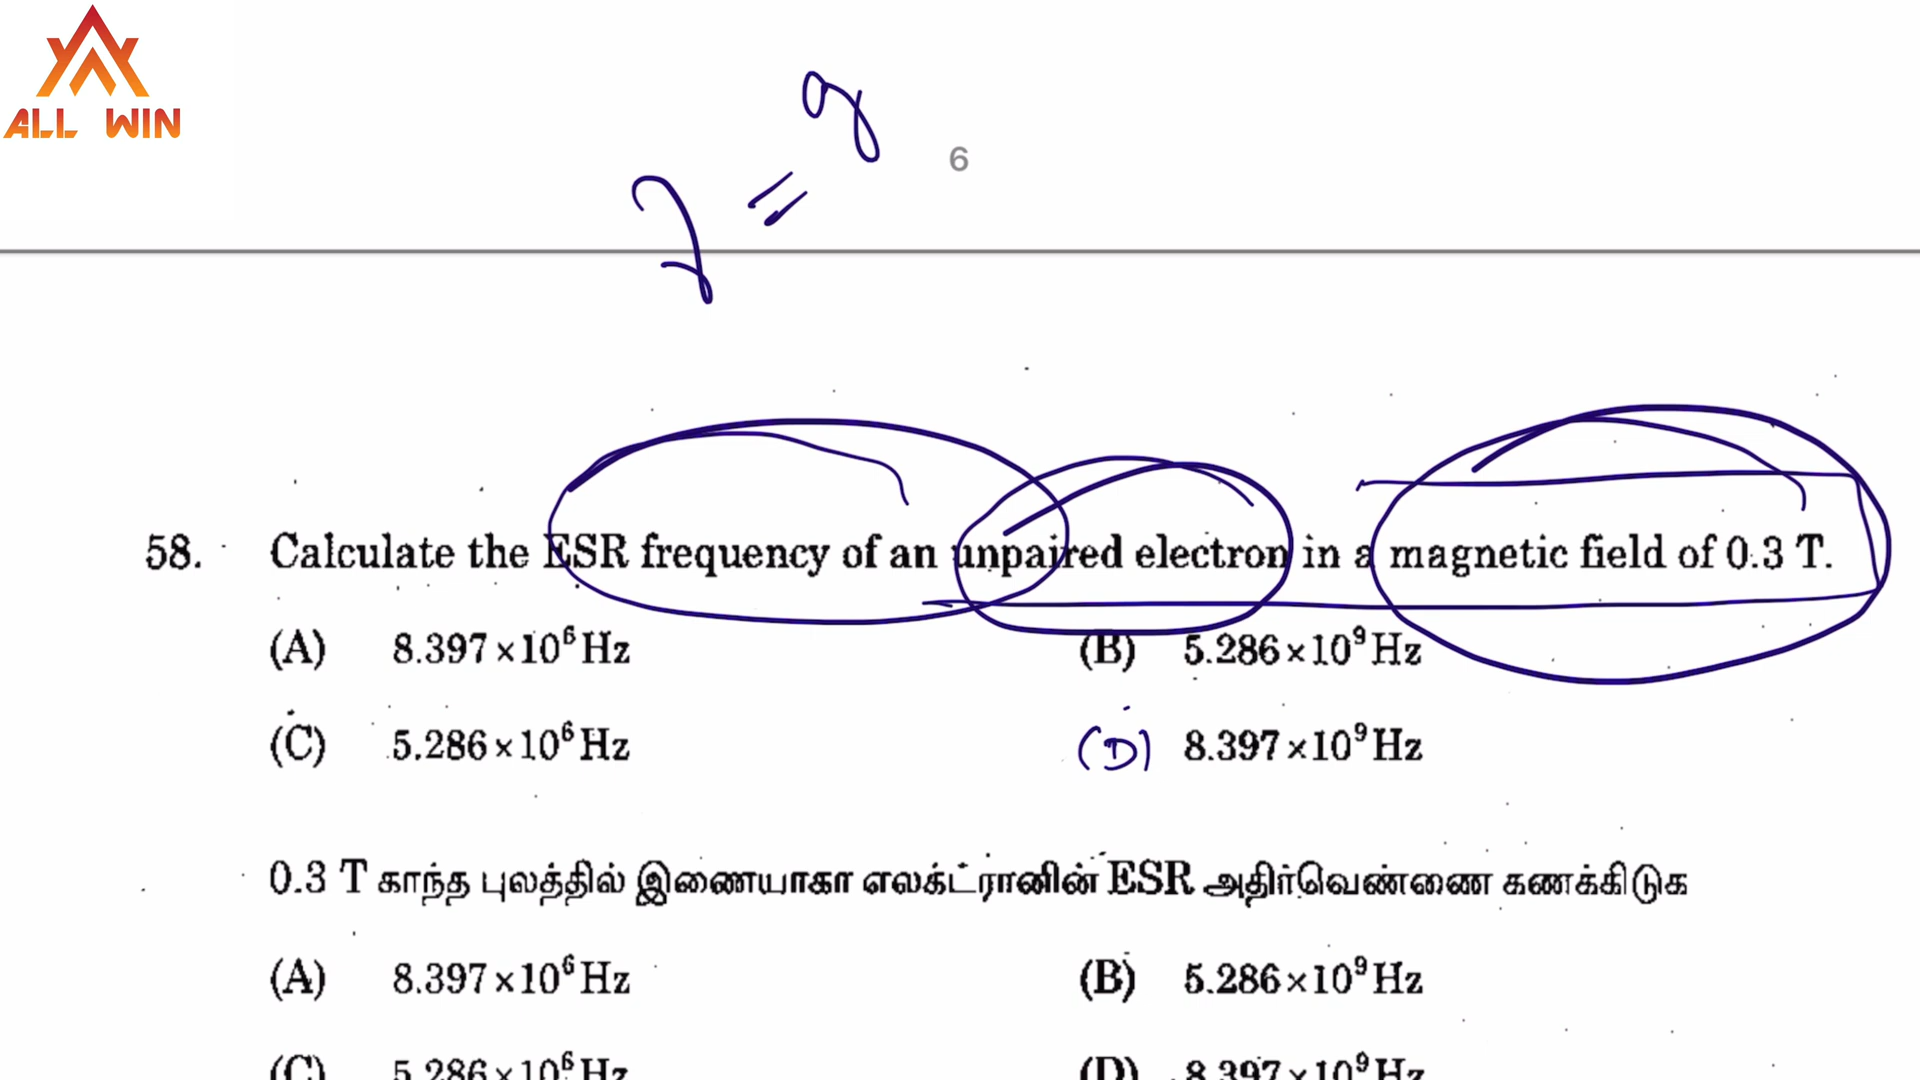 ALL WIN
γ = g
6
58. Calculate the ESR frequency of an unpaired electron in a magnetic field of 0.3 T.
(A) 8.397×10⁶ Hz (B) 5.286×10⁹ Hz
(C) 5.286×10⁶ Hz (D) 8.397×10⁹ Hz
0.3 T காந்த புலத்தில் இணையாகா எலக்ட்ரானின் ESR அதிர்வெண்ணை கணக்கிடுக
(A) 8.397×10⁶ Hz (B) 5.286×10⁹ Hz
(C) 5.286×10⁶ Hz (D) 8.397×10⁹ Hz